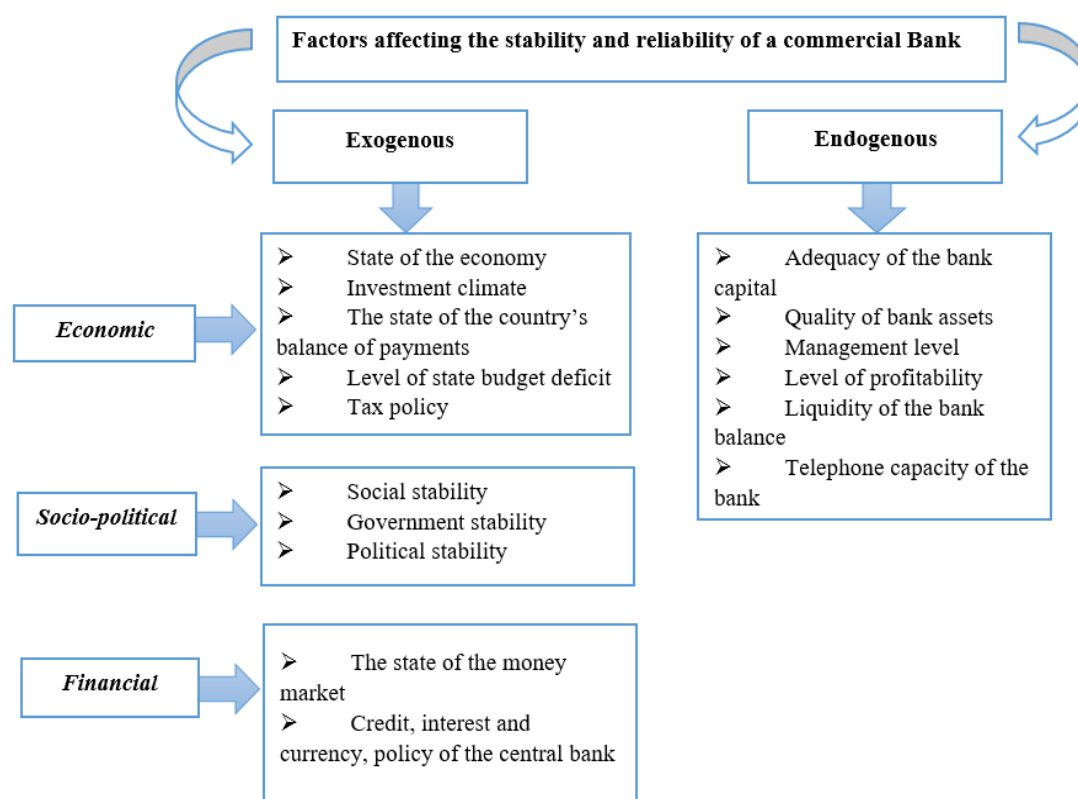 Factors affecting the stability and reliability of a commercial Bank
Exogenous
Endogenous
Economic
➤ State of the economy
➤ Investment climate
➤ The state of the country’s
balance of payments
➤ Level of state budget deficit
➤ Tax policy
➤ Adequacy of the bank
capital
➤ Quality of bank assets
➤ Management level
➤ Level of profitability
➤ Liquidity of the bank
balance
➤ Telephone capacity of the
bank
Socio-political
➤ Social stability
➤ Government stability
➤ Political stability
Financial
➤ The state of the money
market
➤ Credit, interest and
currency, policy of the central bank